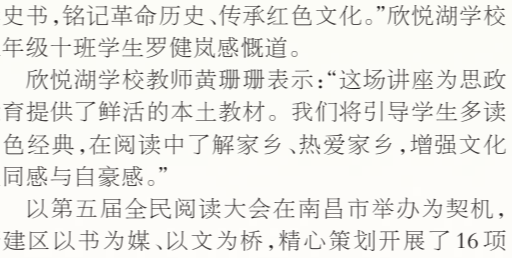 史书，铭记革命历史、传承红色文化。”欣悦湖学校
年级十班学生罗健岚感慨道。
欣悦湖学校教师黄珊珊表示：“这场讲座为思政
育提供了鲜活的本土教材。我们将引导学生多读
色经典，在阅读中了解家乡、热爱家乡，增强文化
同感与自豪感。”
以第五届全民阅读大会在南昌市举办为契机，
建区以书为媒、以文为桥，精心策划开展了16项